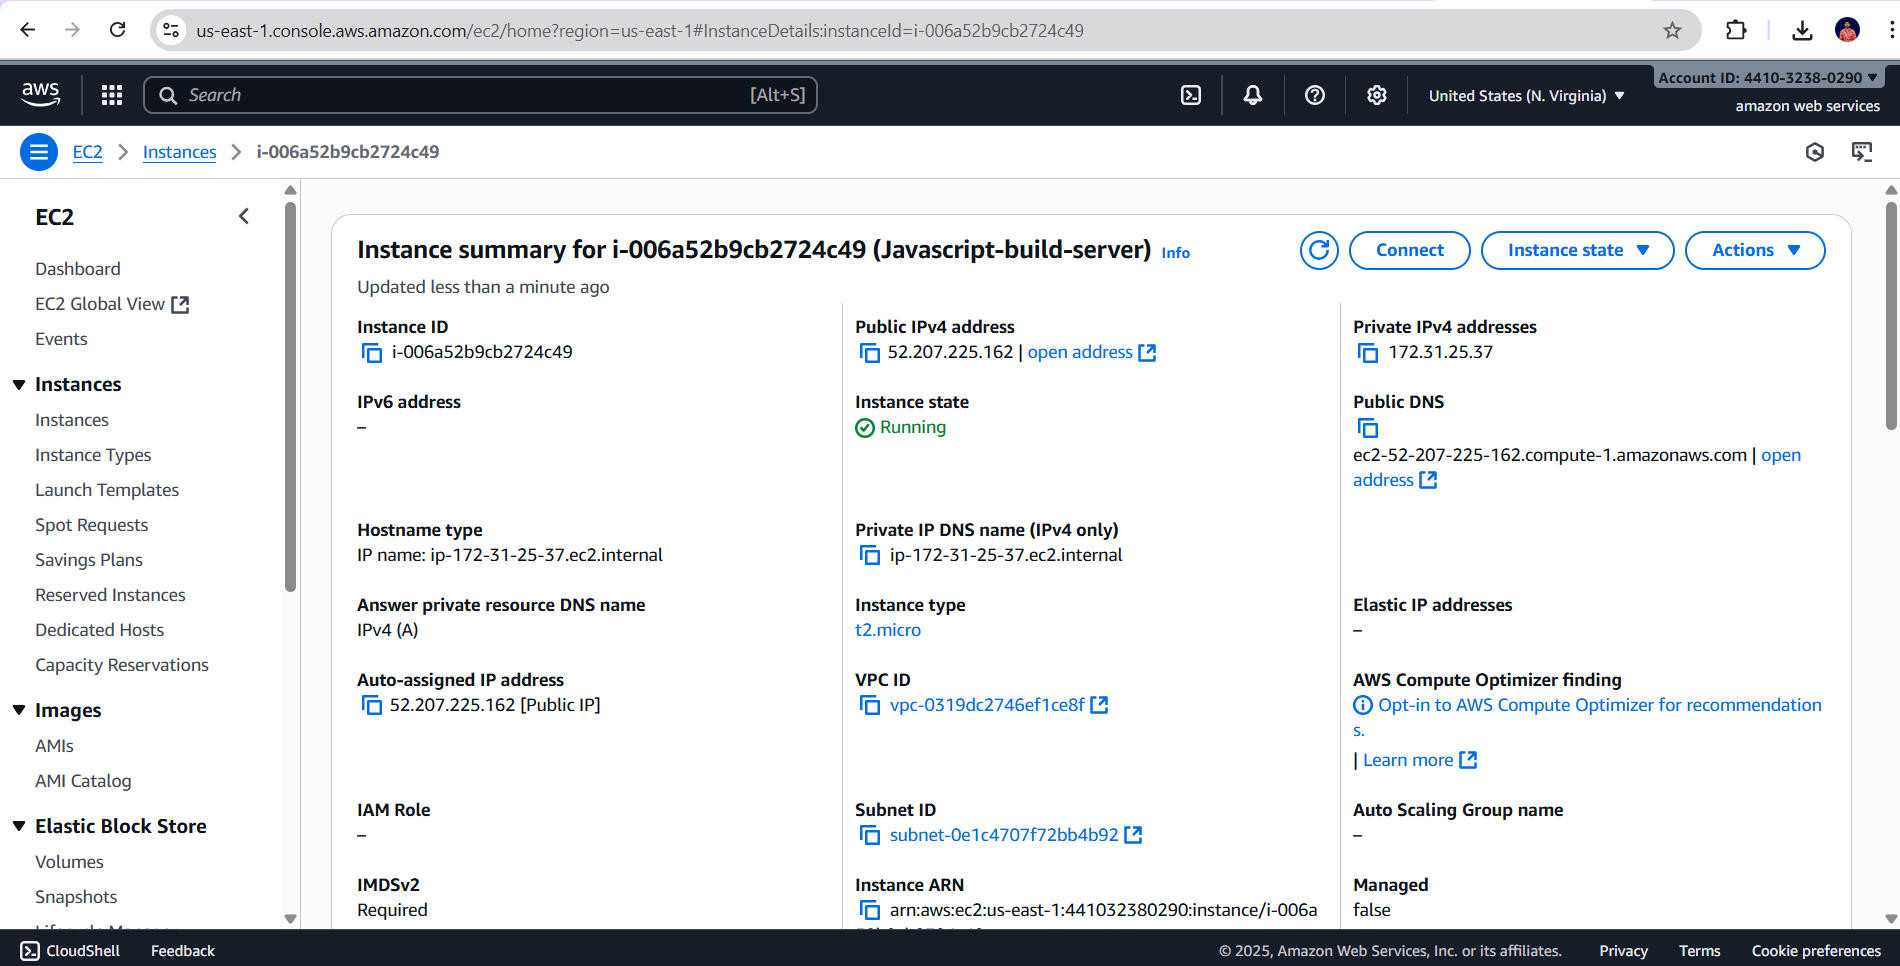 us-east-1.console.aws.amazon.com/ec2/home?region=us-east-1#InstanceDetails:instanceId=i-006a52b9cb2724c49
aws
Search
[Alt+S]
United States (N. Virginia)
Account ID: 4410-3238-0290
amazon web services
EC2
Instances
i-006a52b9cb2724c49
EC2
Dashboard
EC2 Global View
Events
Instances
Instances
Instance Types
Launch Templates
Spot Requests
Savings Plans
Reserved Instances
Dedicated Hosts
Capacity Reservations
Images
AMIs
AMI Catalog
Elastic Block Store
Volumes
Snapshots
Instance summary for i-006a52b9cb2724c49 (Javascript-build-server) Info
Updated less than a minute ago
Connect
Instance state
Actions
Instance ID
i-006a52b9cb2724c49
Public IPv4 address
52.207.225.162 | open address
Private IPv4 addresses
172.31.25.37
IPv6 address
–
Instance state
Running
Public DNS
ec2-52-207-225-162.compute-1.amazonaws.com | open
address
Hostname type
IP name: ip-172-31-25-37.ec2.internal
Private IP DNS name (IPv4 only)
ip-172-31-25-37.ec2.internal
Answer private resource DNS name
IPv4 (A)
Instance type
t2.micro
Elastic IP addresses
–
Auto-assigned IP address
52.207.225.162 [Public IP]
VPC ID
vpc-0319dc2746ef1ce8f
AWS Compute Optimizer finding
Opt-in to AWS Compute Optimizer for recommendation
s.
| Learn more
IAM Role
–
Subnet ID
subnet-0e1c4707f72bb4b92
Auto Scaling Group name
–
IMDSv2
Required
Instance ARN
arn:aws:ec2:us-east-1:441032380290:instance/i-006a
Managed
false
CloudShell
Feedback
© 2025, Amazon Web Services, Inc. or its affiliates.
Privacy
Terms
Cookie preferences